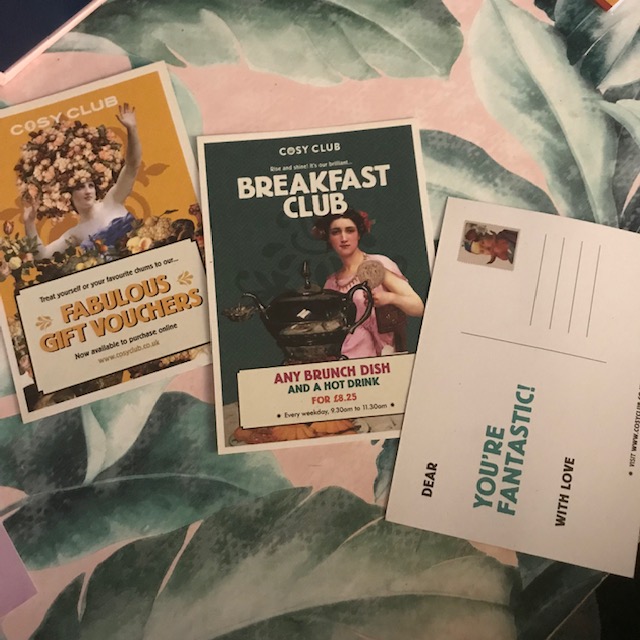 COSY CLUB
Treat yourself or your favourite chums to our...
FABULOUS
GIFT VOUCHERS
Now available to purchase online
www.cosyclub.co.uk
COSY CLUB
Rise and shine! It's our brilliant...
BREAKFAST
CLUB
ANY BRUNCH DISH
AND A HOT DRINK
FOR £8.25
Every weekday, 9.30am to 11.30am
DEAR
YOU'RE
FANTASTIC!
WITH LOVE
VISIT